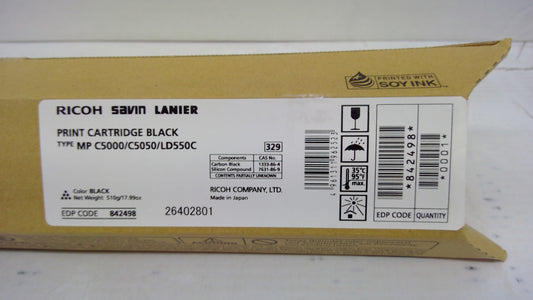 PRINTED WITH
SOY INK
RICOH savin LANIER
PRINT CARTRIDGE BLACK
TYPE MP C5000/C5050/LD550C
329
Components CAS No.
Carbon Black 1333-86-4
Silicon Compound 7631-86-9
CONTENTS PARTIALLY UNKNOWN
Color BLACK
Net Weight 510g/17.99oz
RICOH COMPANY, LTD.
Made in Japan
EDP CODE 842498
26402801
35°C
95°F
max
*842498*
*0001*
EDP CODE QUANTITY